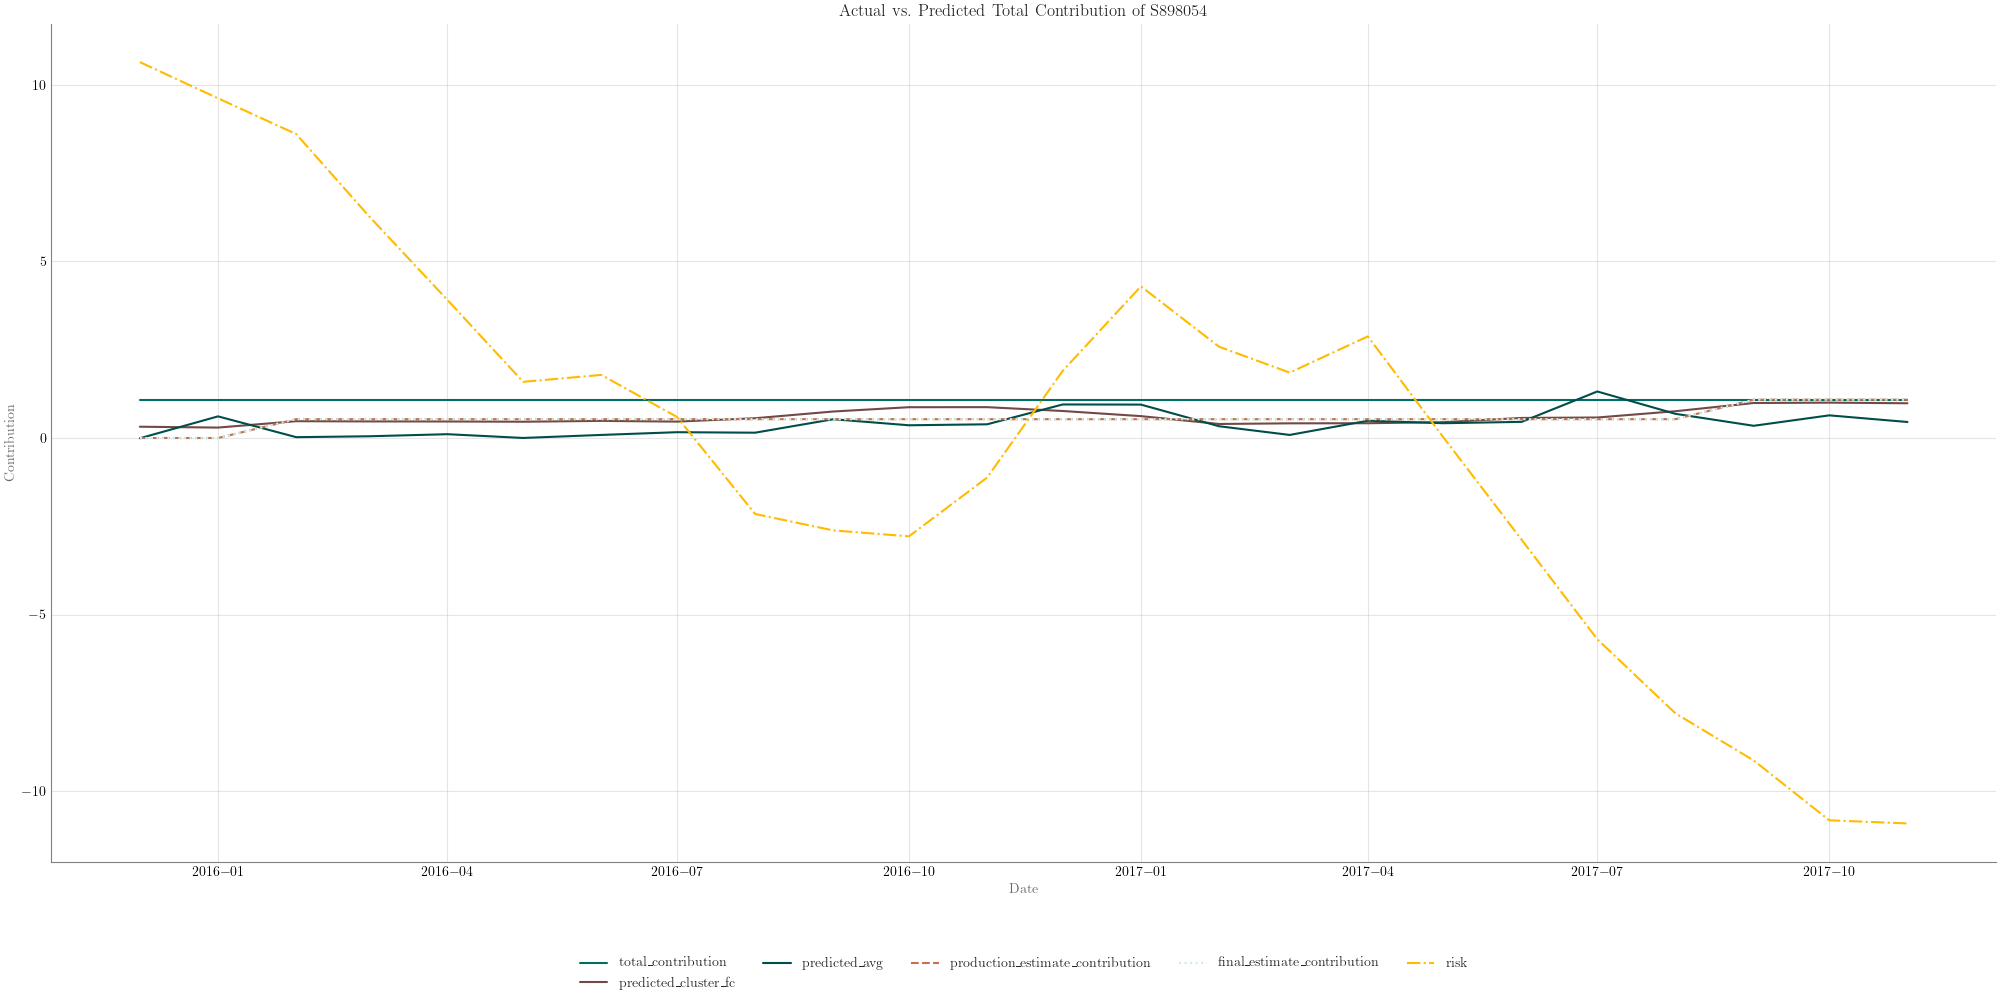 Actual vs. Predicted Total Contribution of S898054
10
5
0
−5
−10
Contribution
2016−01 2016−04 2016−07 2016−10 2017−01 2017−04 2017−07 2017−10
Date
total_contribution predicted_avg production_estimate_contribution final_estimate_contribution risk
predicted_cluster_fc